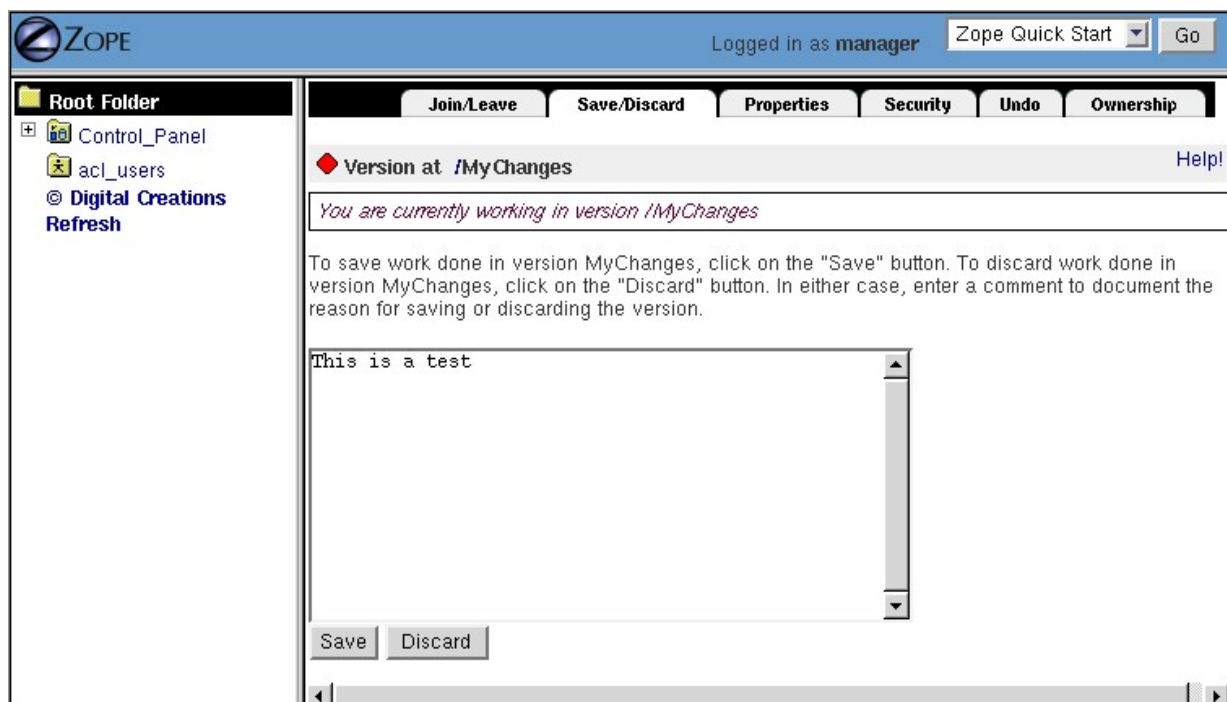 ZOPE
Logged in as manager
Zope Quick Start
Go
Root Folder
Control_Panel
acl_users
© Digital Creations
Refresh
Join/Leave
Save/Discard
Properties
Security
Undo
Ownership
Version at /MyChanges
Help!
You are currently working in version /MyChanges
To save work done in version MyChanges, click on the "Save" button. To discard work done in
version MyChanges, click on the "Discard" button. In either case, enter a comment to document the
reason for saving or discarding the version.
This is a test
Save
Discard